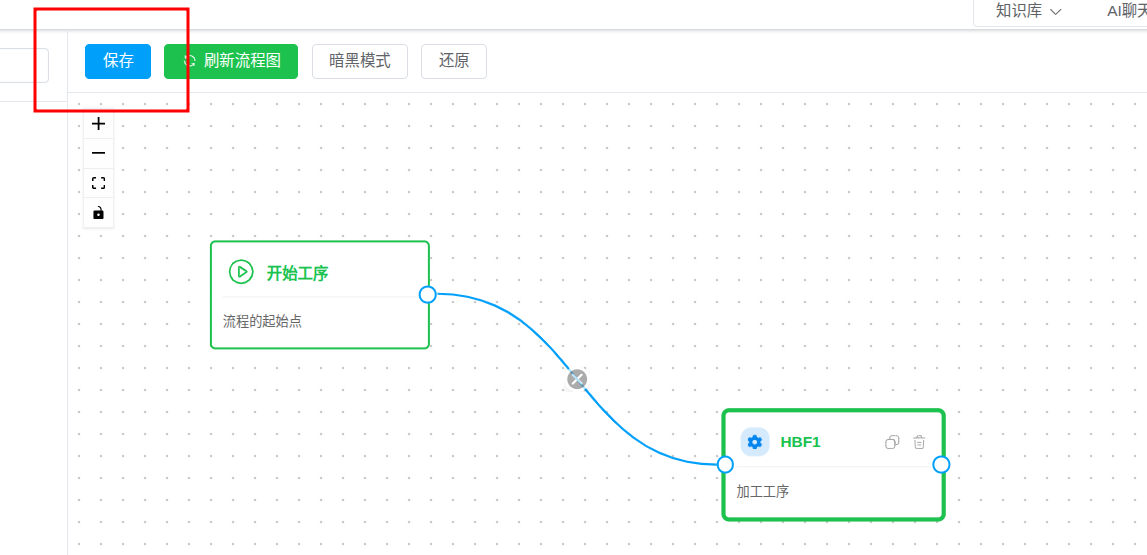 知识库
AI聊天
保存
刷新流程图
暗黑模式
还原
开始工序
流程的起始点
HBF1
加工工序